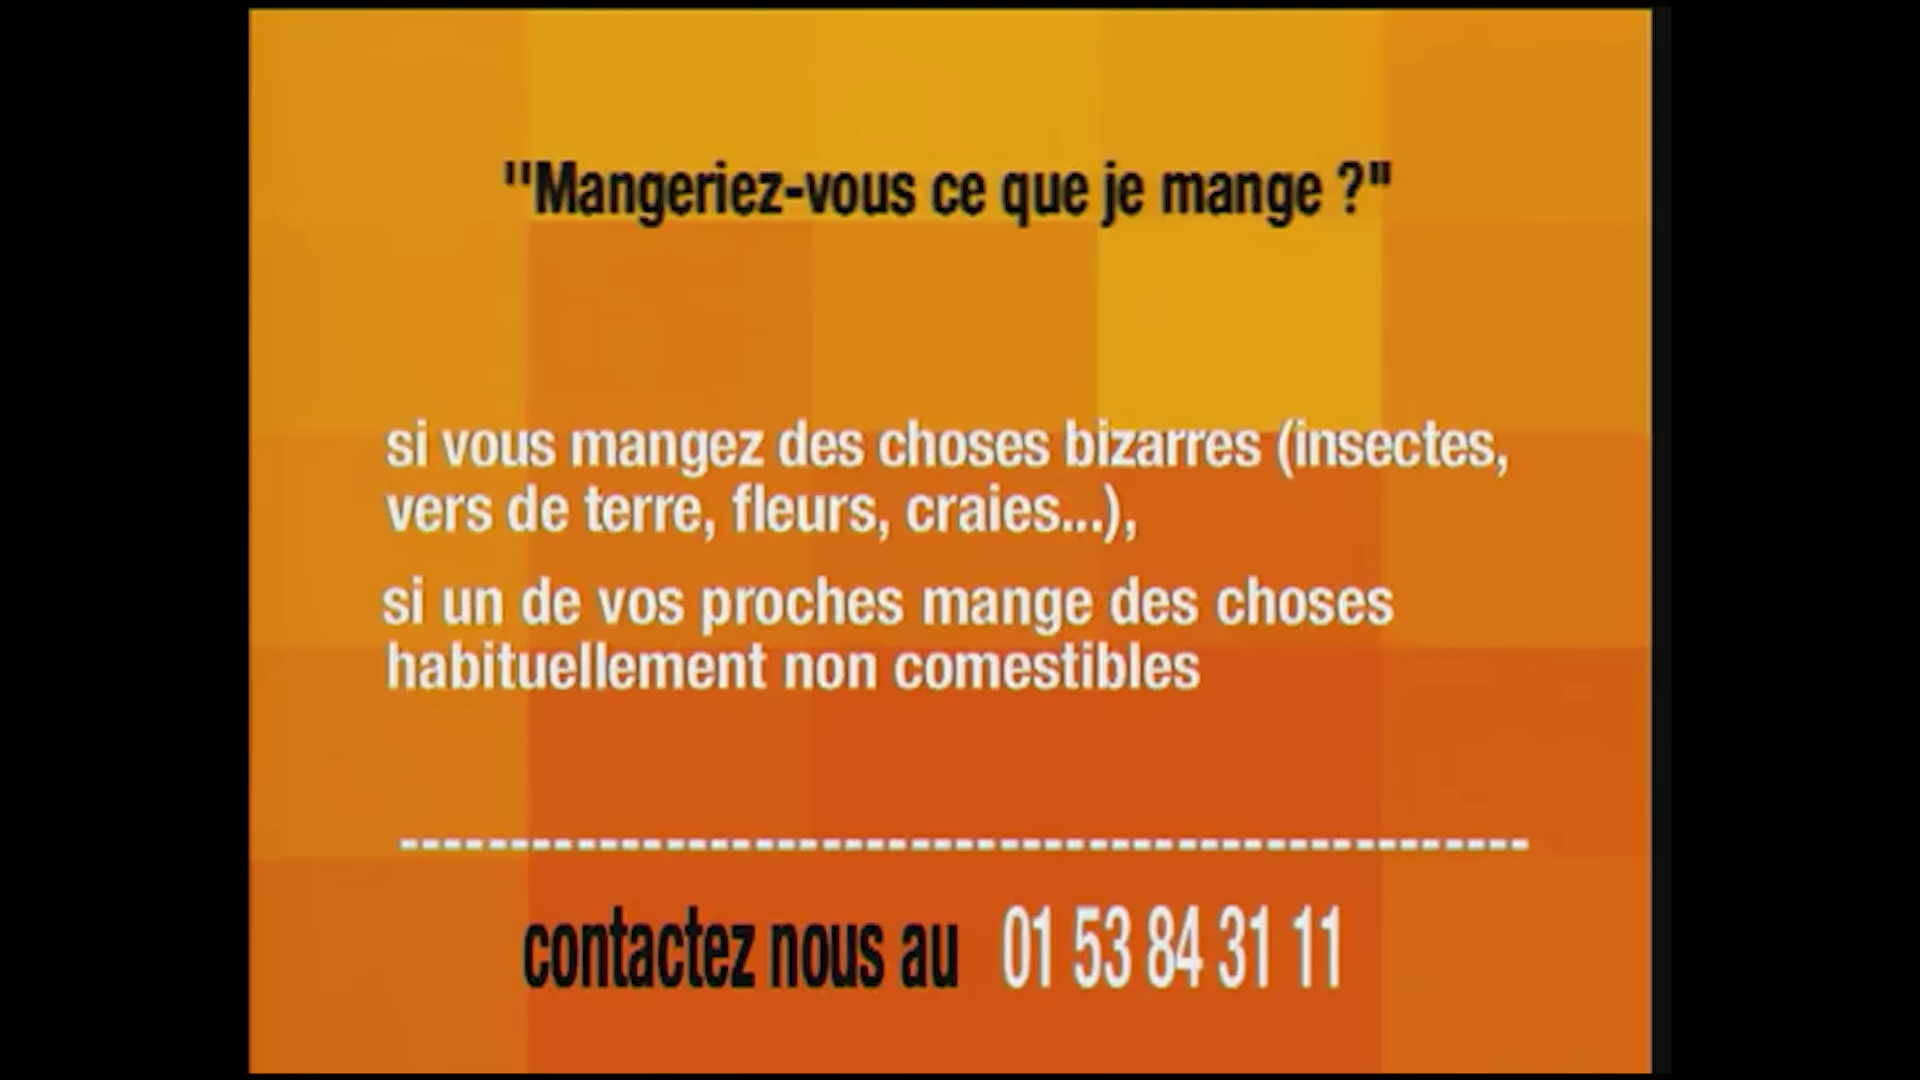 "Mangeriez-vous ce que je mange ?"
si vous mangez des choses bizarres (insectes,
vers de terre, fleurs, craies...),
si un de vos proches mange des choses
habituellement non comestibles
---------------------------------------------------
contactez nous au 01 53 84 31 11